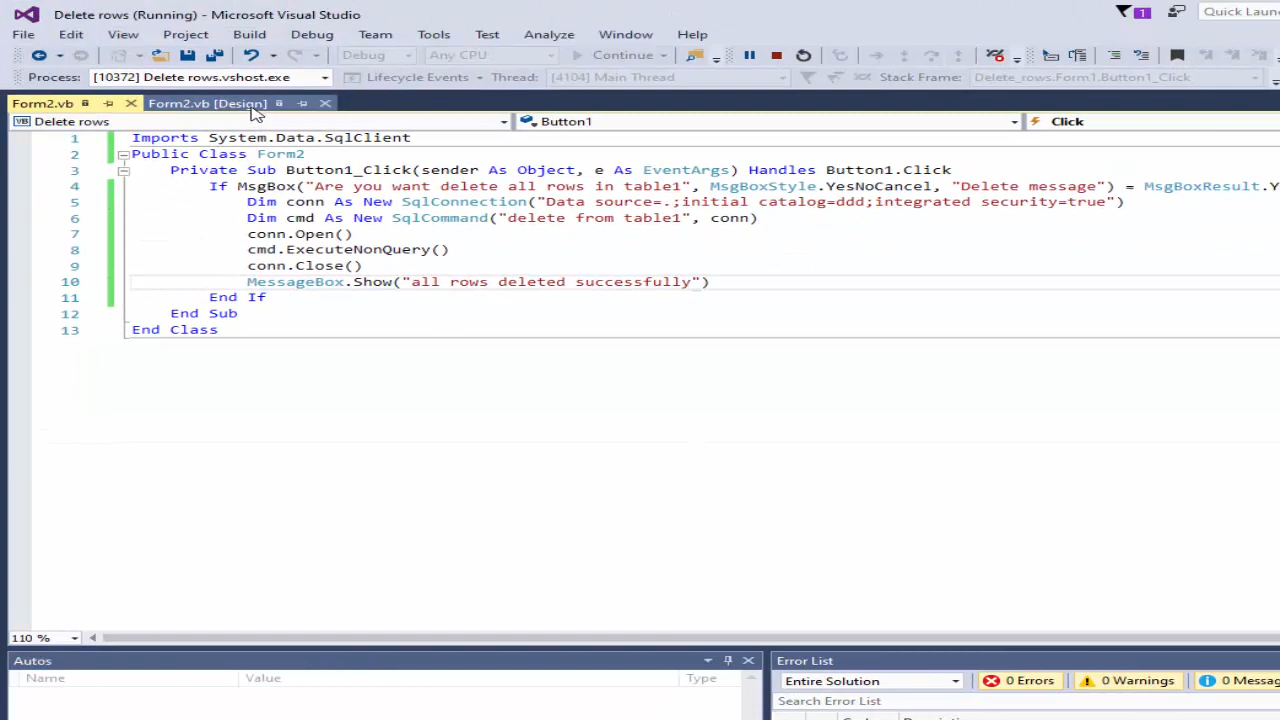 Delete rows (Running) - Microsoft Visual Studio
1
Quick Laun
File Edit View Project Build Debug Team Tools Test Analyze Window Help
Debug Any CPU Continue
Process: [10372] Delete rows.vshost.exe Lifecycle Events Thread: [4104] Main Thread Stack Frame: Delete_rows.Form1.Button1_Click
Form2.vb Form2.vb [Design]
Delete rows Button1 Click
1 Imports System.Data.SqlClient
2 Public Class Form2
3 Private Sub Button1_Click(sender As Object, e As EventArgs) Handles Button1.Click
4 If MsgBox("Are you want delete all rows in table1", MsgBoxStyle.YesNoCancel, "Delete message") = MsgBoxResult.Y
5 Dim conn As New SqlConnection("Data source=.;initial catalog=ddd;integrated security=true")
6 Dim cmd As New SqlCommand("delete from table1", conn)
7 conn.Open()
8 cmd.ExecuteNonQuery()
9 conn.Close()
10 MessageBox.Show("all rows deleted successfully")
11 End If
12 End Sub
13 End Class
110 %
Autos
Name Value Type
Error List
Entire Solution 0 Errors 0 Warnings 0 Messag
Search Error List